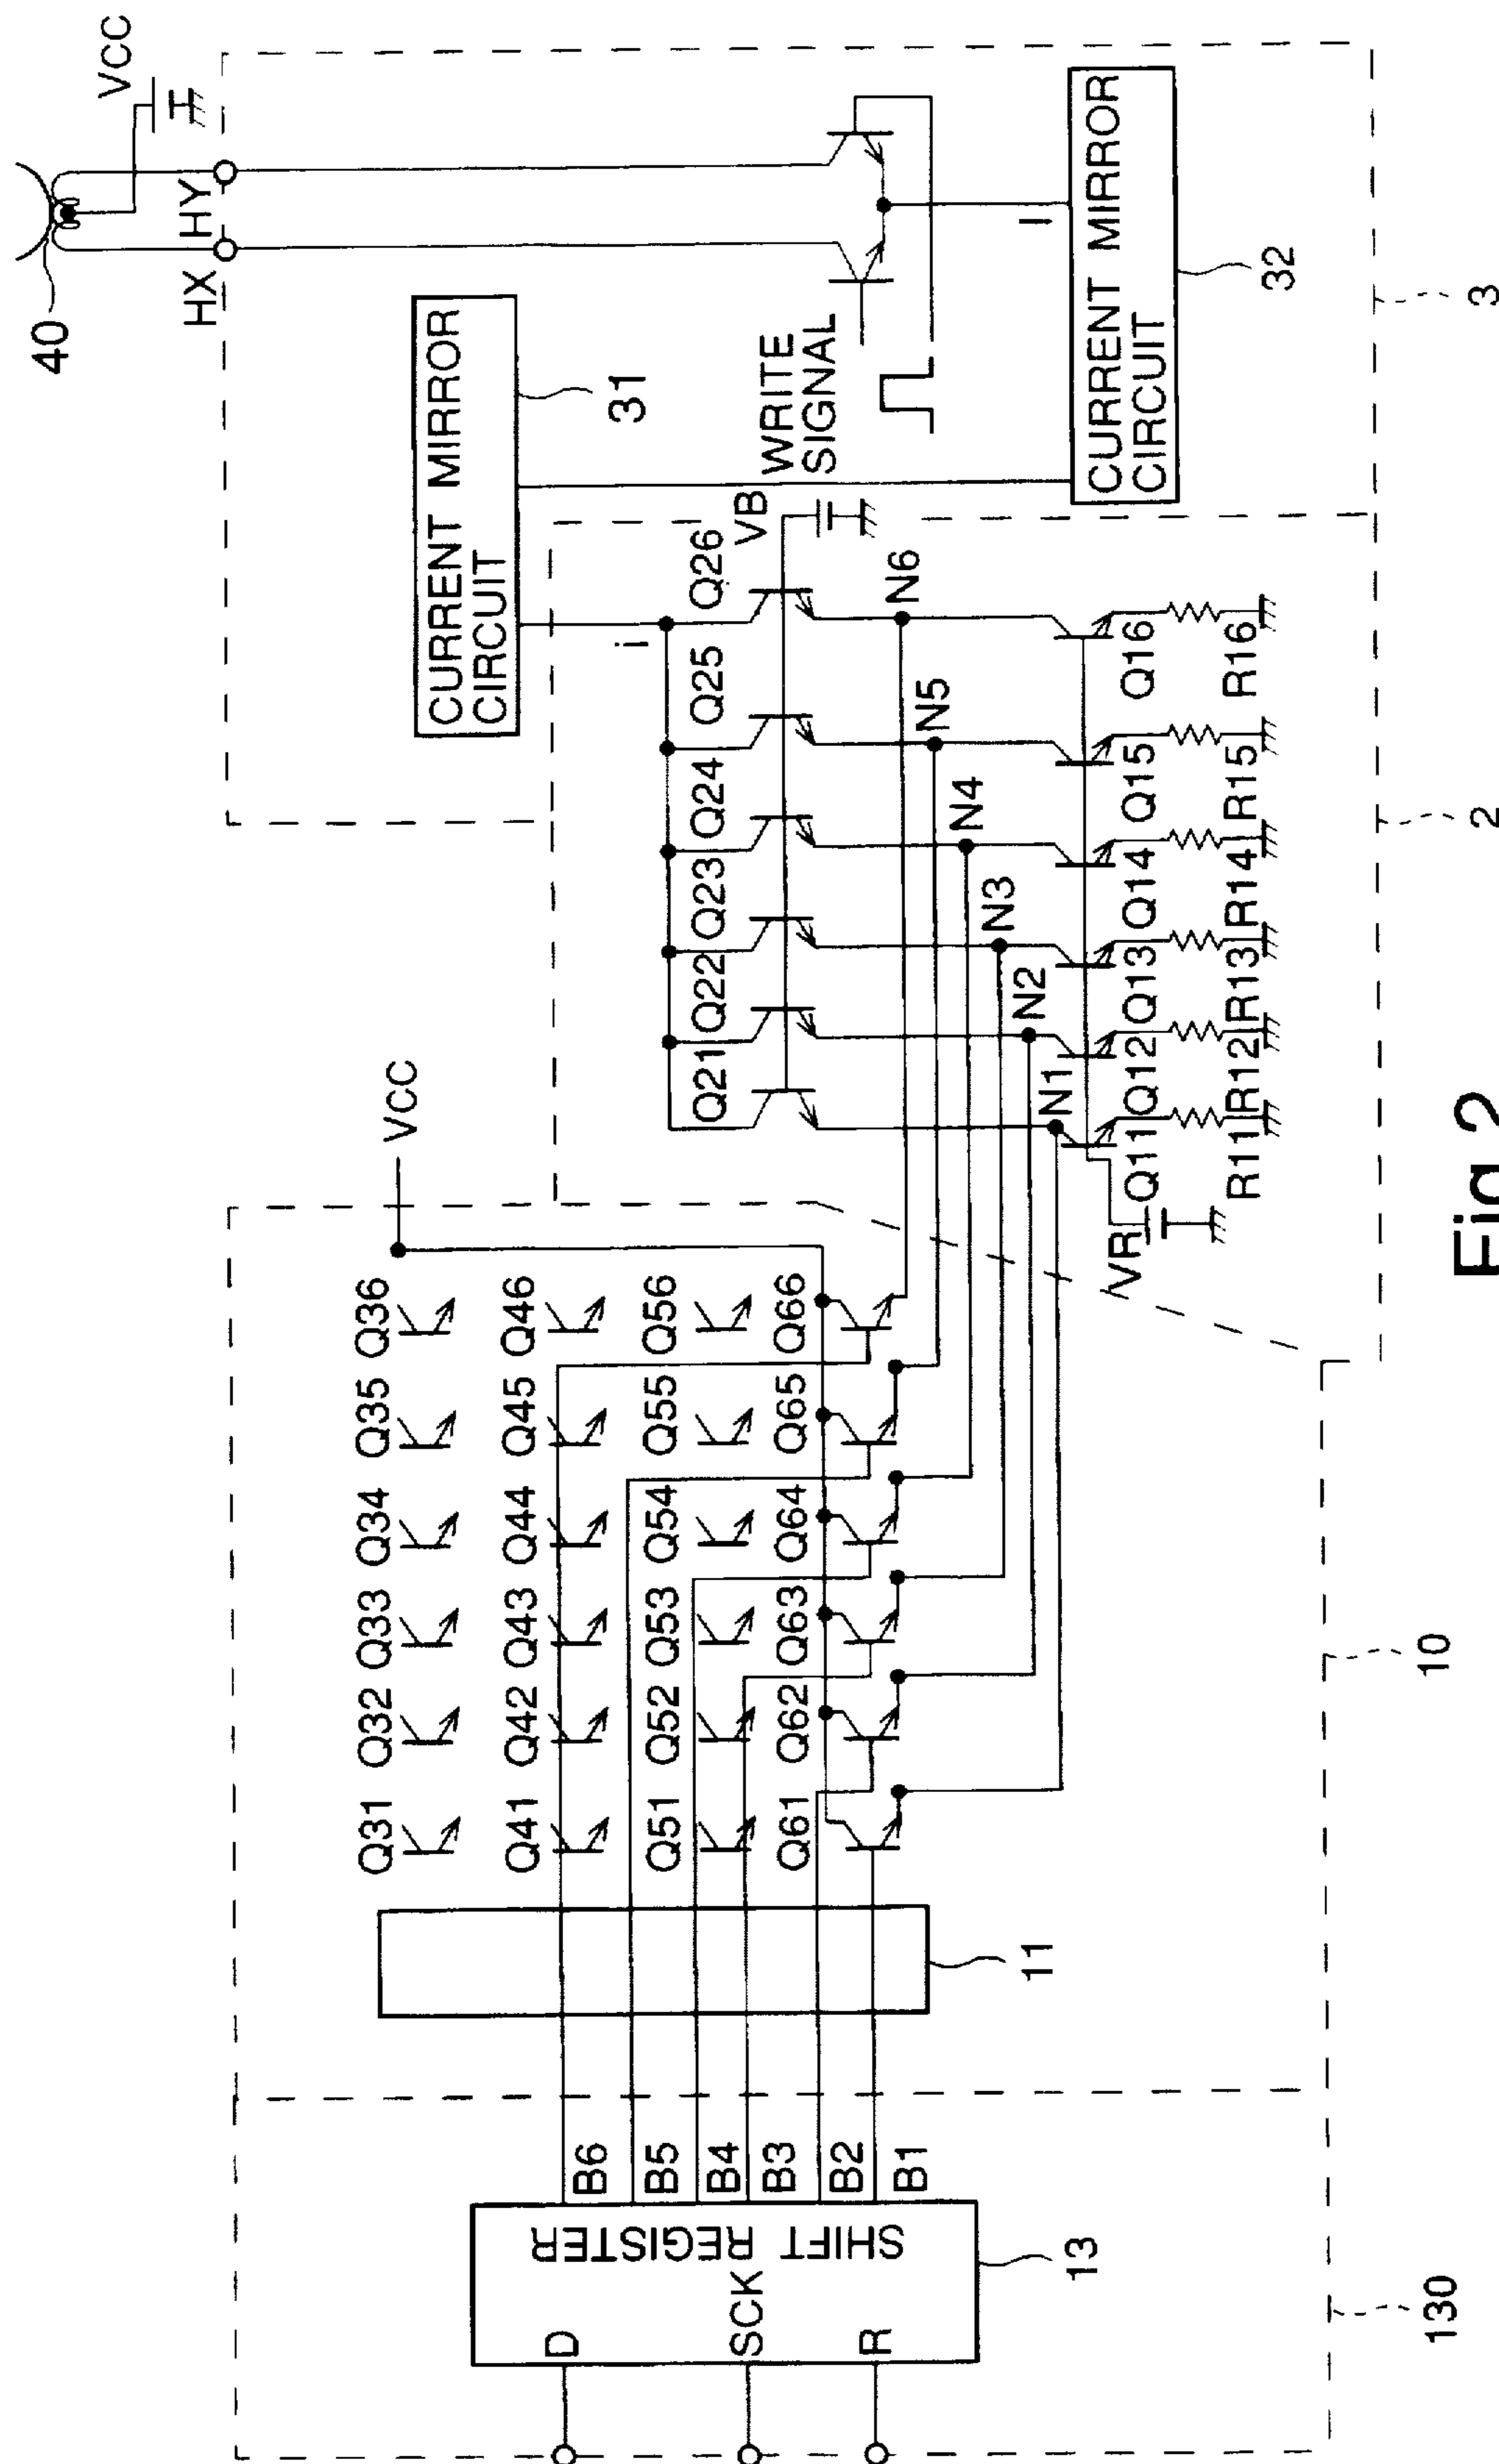 VCC
40
HX
HY
CURRENT MIRROR
CIRCUIT
31
WRITE
SIGNAL
I
CURRENT MIRROR
CIRCUIT
32
3
i
VB
Q21
Q22
Q23
Q24
Q25
Q26
N1
N2
N3
N4
N5
N6
Q11
Q12
Q13
Q14
Q15
Q16
R11
R12
R13
R14
R15
R16
VR
2
VCC
Q31
Q32
Q33
Q34
Q35
Q36
Q41
Q42
Q43
Q44
Q45
Q46
Q51
Q52
Q53
Q54
Q55
Q56
Q61
Q62
Q63
Q64
Q65
Q66
11
10
B6
B5
B4
B3
B2
B1
SHIFT REGISTER
D
SCK
R
13
130
Fig.2